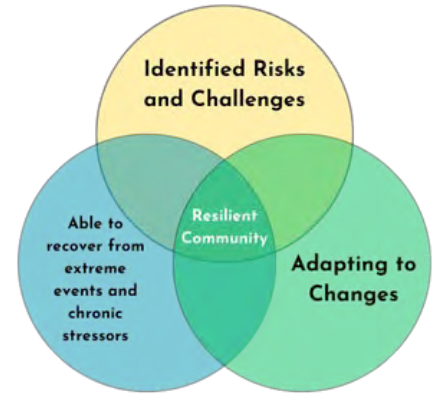 Identified Risks
and Challenges
Able to
recover from
extreme
events and
chronic
stressors
Resilient
Community
Adapting to
Changes